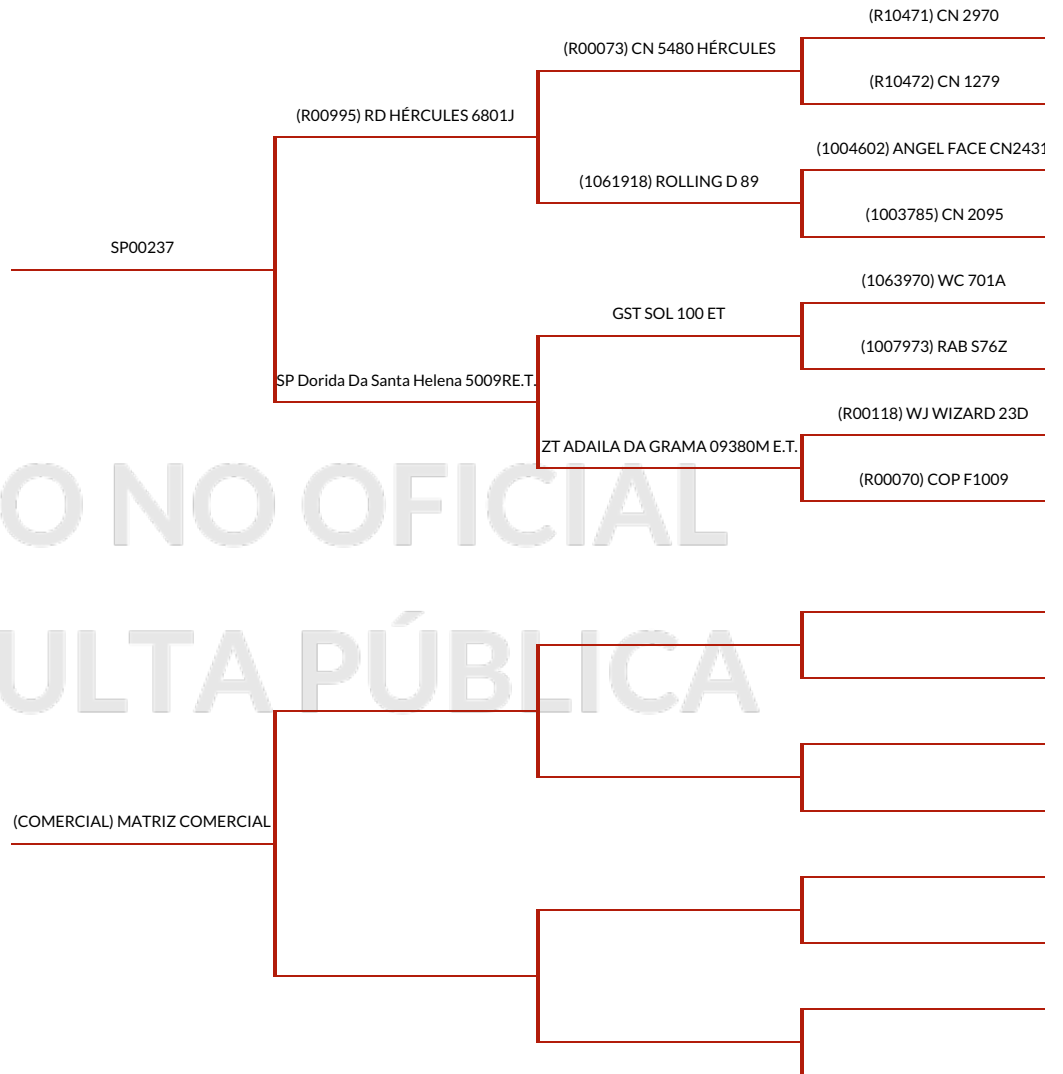 (R10471) CN 2970
(R00073) CN 5480 HÉRCULES
(R10472) CN 1279
(R00995) RD HÉRCULES 6801J
(1004602) ANGEL FACE CN2431
(1061918) ROLLING D 89
(1003785) CN 2095
SP00237
(1063970) WC 701A
GST SOL 100 ET
(1007973) RAB S76Z
SP Dorida Da Santa Helena 5009RE.T.
(R00118) WJ WIZARD 23D
ZT ADAILA DA GRAMA 09380M E.T.
(R00070) COP F1009
O NO OFICIAL
ULTA PÚBLICA
(COMERCIAL) MATRIZ COMERCIAL